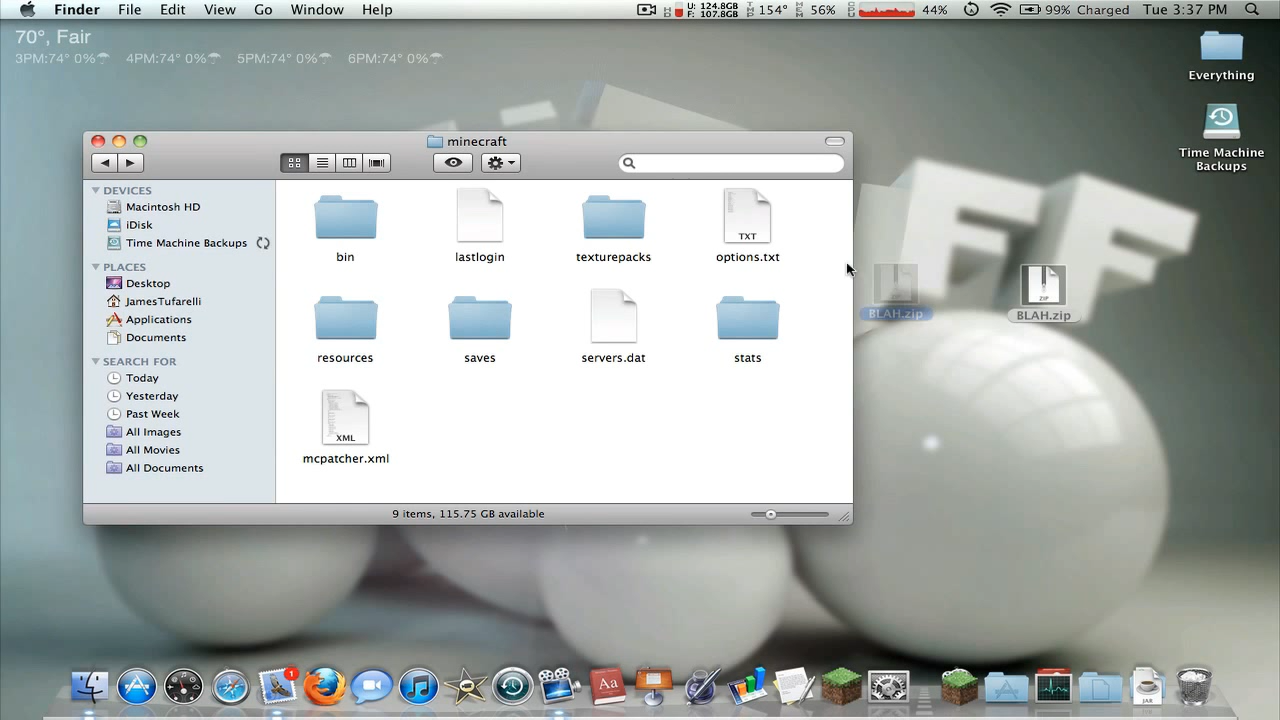 Finder File Edit View Go Window Help
U: 124.8GB
F: 107.8GB
154° 56% 44% 99% Charged Tue 3:37 PM
70°, Fair
3PM:74° 0% 4PM:74° 0% 5PM:74° 0% 6PM:74° 0%
Everything
Time Machine
Backups
minecraft
DEVICES
Macintosh HD
iDisk
Time Machine Backups
PLACES
Desktop
JamesTufarelli
Applications
Documents
SEARCH FOR
Today
Yesterday
Past Week
All Images
All Movies
All Documents
bin
lastlogin
texturepacks
TXT
options.txt
resources
saves
servers.dat
stats
XML
mcpatcher.xml
9 items, 115.75 GB available
BLAH.zip
ZIP
BLAH.zip
FF
1
Aa
JAR